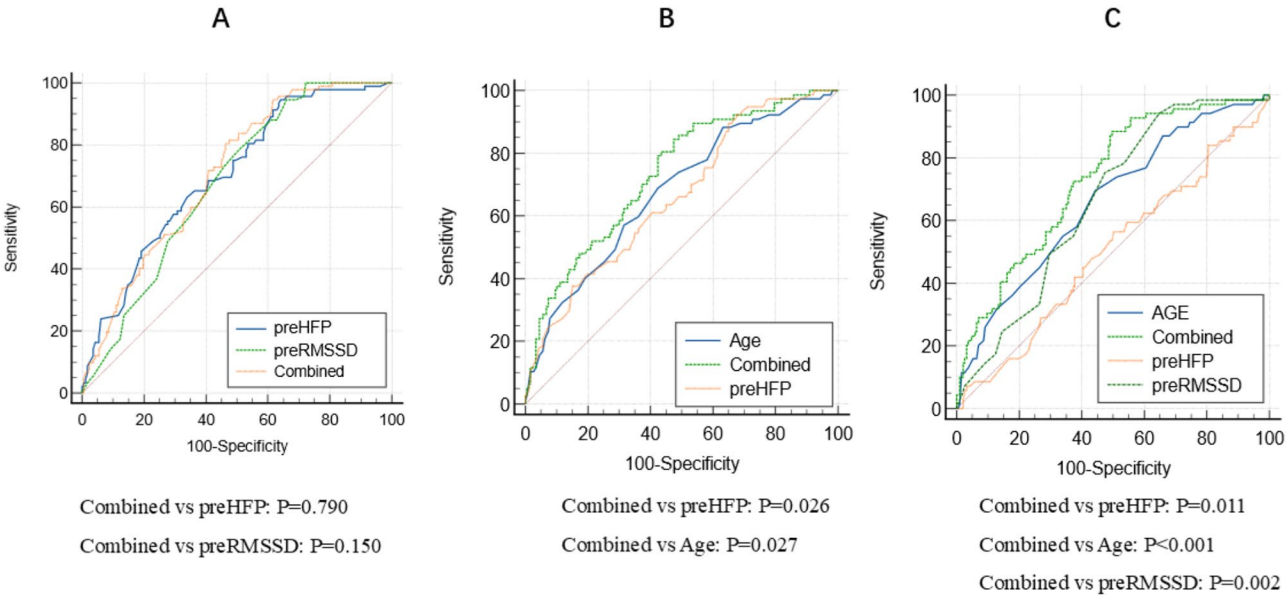 A
B
C
100
80
60
40
20
0
Sensitivity
preHFP
preRMSSD
Combined
0 20 40 60 80 100
100-Specificity
Combined vs preHFP: P=0.790
Combined vs preRMSSD: P=0.150
100
80
60
40
20
0
Sensitivity
Age
Combined
preHFP
0 20 40 60 80 100
100-Specificity
Combined vs preHFP: P=0.026
Combined vs Age: P=0.027
100
80
60
40
20
0
Sensitivity
AGE
Combined
preHFP
preRMSSD
0 20 40 60 80 100
100-Specificity
Combined vs preHFP: P=0.011
Combined vs Age: P<0.001
Combined vs preRMSSD: P=0.002